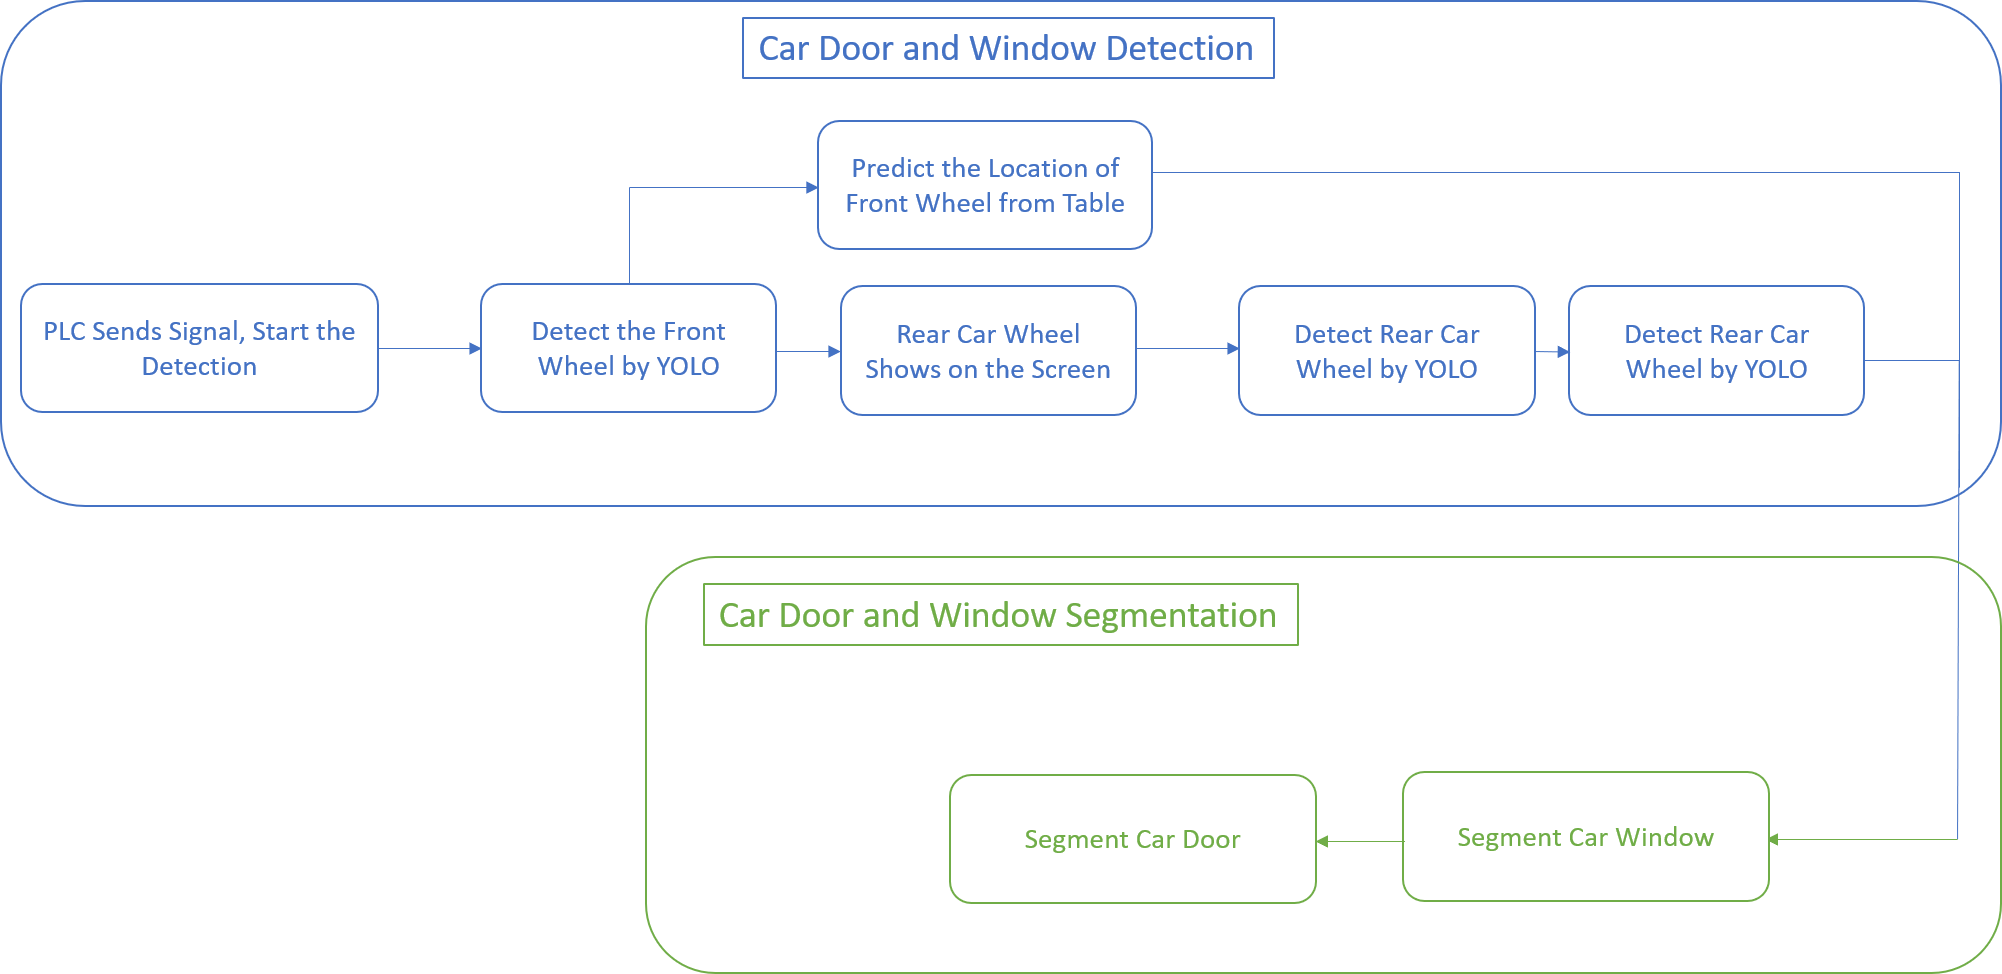 Car Door and Window Detection
Predict the Location of
Front Wheel from Table
PLC Sends Signal, Start the
Detection
Detect the Front
Wheel by YOLO
Rear Car Wheel
Shows on the Screen
Detect Rear Car
Wheel by YOLO
Detect Rear Car
Wheel by YOLO
Car Door and Window Segmentation
Segment Car Door
Segment Car Window